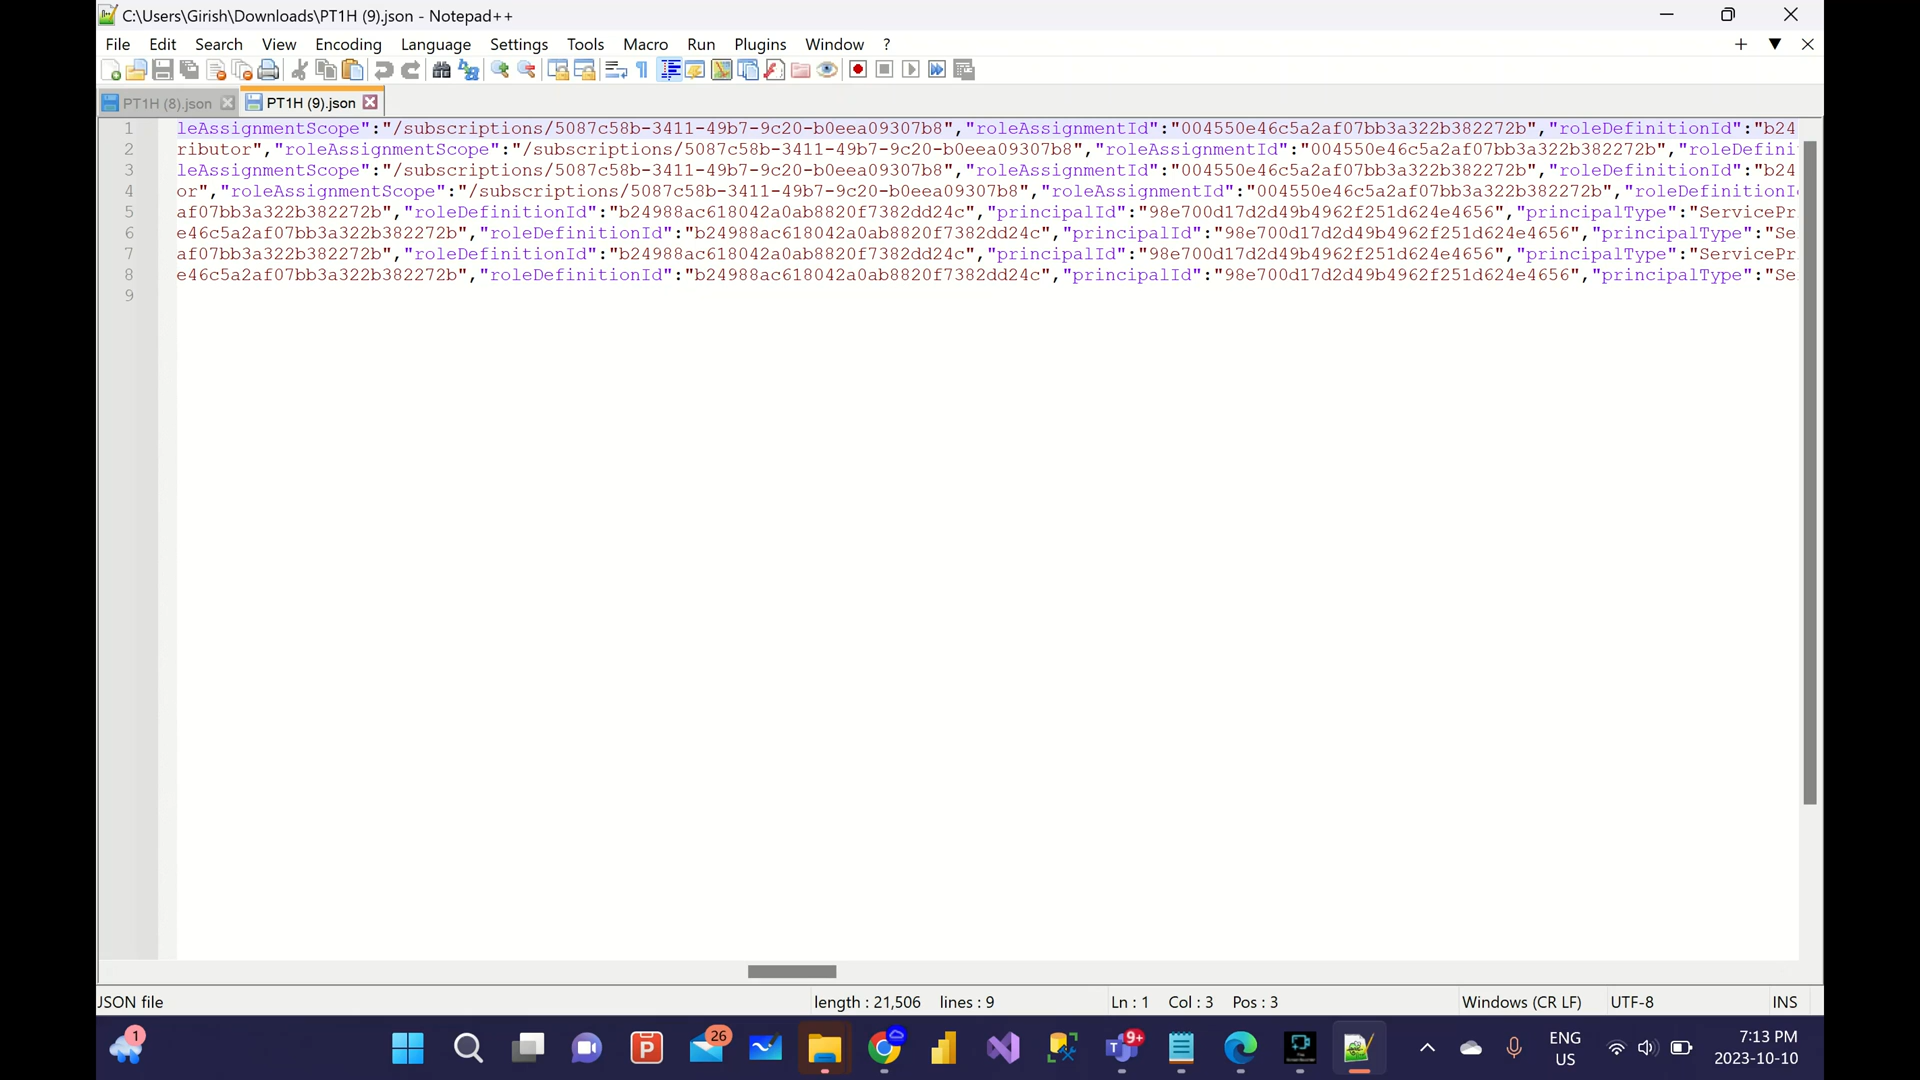 C:\Users\Girish\Downloads\PT1H (9).json - Notepad++
File Edit Search View Encoding Language Settings Tools Macro Run Plugins Window ?
PT1H (8).json PT1H (9).json
1 leAssignmentScope":"/subscriptions/5087c58b-3411-49b7-9c20-b0eea09307b8","roleAssignmentId":"004550e46c5a2af07bb3a322b382272b","roleDefinitionId":"b24
2 ributor","roleAssignmentScope":"/subscriptions/5087c58b-3411-49b7-9c20-b0eea09307b8","roleAssignmentId":"004550e46c5a2af07bb3a322b382272b","roleDefini
3 leAssignmentScope":"/subscriptions/5087c58b-3411-49b7-9c20-b0eea09307b8","roleAssignmentId":"004550e46c5a2af07bb3a322b382272b","roleDefinitionId":"b24
4 or","roleAssignmentScope":"/subscriptions/5087c58b-3411-49b7-9c20-b0eea09307b8","roleAssignmentId":"004550e46c5a2af07bb3a322b382272b","roleDefinitionI
5 af07bb3a322b382272b","roleDefinitionId":"b24988ac618042a0ab8820f7382dd24c","principalId":"98e700d17d2d49b4962f251d624e4656","principalType":"ServicePr
6 e46c5a2af07bb3a322b382272b","roleDefinitionId":"b24988ac618042a0ab8820f7382dd24c","principalId":"98e700d17d2d49b4962f251d624e4656","principalType":"Se
7 af07bb3a322b382272b","roleDefinitionId":"b24988ac618042a0ab8820f7382dd24c","principalId":"98e700d17d2d49b4962f251d624e4656","principalType":"ServicePr
8 e46c5a2af07bb3a322b382272b","roleDefinitionId":"b24988ac618042a0ab8820f7382dd24c","principalId":"98e700d17d2d49b4962f251d624e4656","principalType":"Se
9
JSON file length : 21,506 lines : 9 Ln : 1 Col : 3 Pos : 3 Windows (CR LF) UTF-8 INS
1 26 9+ ENG 7:13 PM
US 2023-10-10